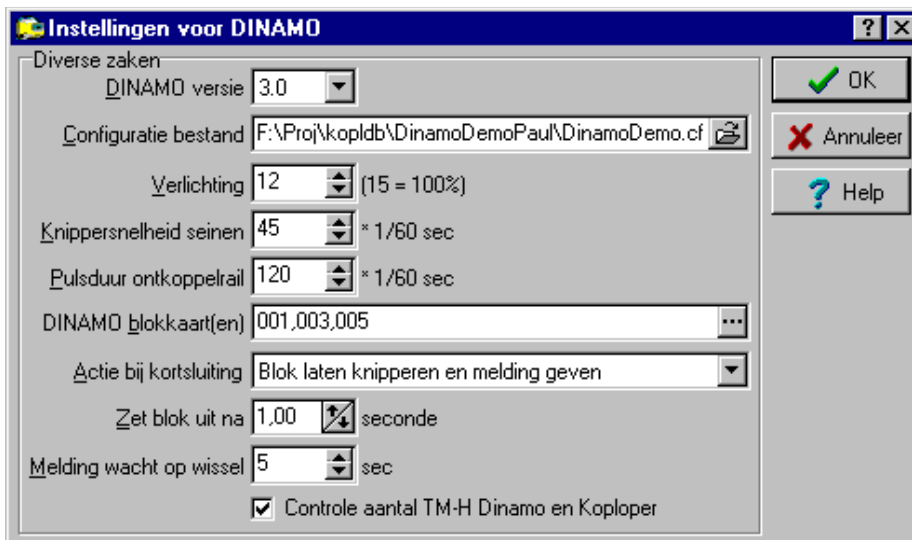 Instellingen voor DINAMO
Diverse zaken
DINAMO versie 3.0
Configuratie bestand F:\Proj\kopldb\DinamoDemoPaul\DinamoDemo.cf
Verlichting 12 (15 = 100%)
Knippersnelheid seinen 45 * 1/60 sec
Pulsduur ontkoppelrail 120 * 1/60 sec
DINAMO blokkaart(en) 001,003,005 ...
Actie bij kortsluiting Blok laten knipperen en melding geven
Zet blok uit na 1,00 seconde
Melding wacht op wissel 5 sec
Controle aantal TM-H Dinamo en Koploper
OK
Annuleer
Help